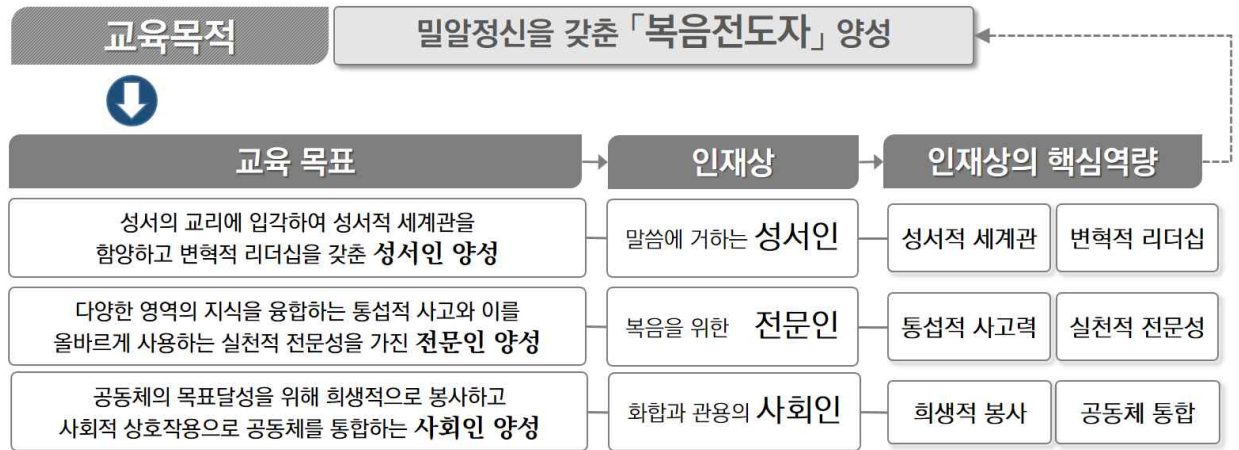 교육목적
밀알정신을 갖춘 「복음전도자」 양성
교육 목표
인재상
인재상의 핵심역량
성서의 교리에 입각하여 성서적 세계관을
함양하고 변혁적 리더십을 갖춘 성서인 양성
말씀에 거하는 성서인
성서적 세계관
변혁적 리더십
다양한 영역의 지식을 융합하는 통섭적 사고와 이를
올바르게 사용하는 실천적 전문성을 가진 전문인 양성
복음을 위한 전문인
통섭적 사고력
실천적 전문성
공동체의 목표달성을 위해 희생적으로 봉사하고
사회적 상호작용으로 공동체를 통합하는 사회인 양성
화합과 관용의 사회인
희생적 봉사
공동체 통합